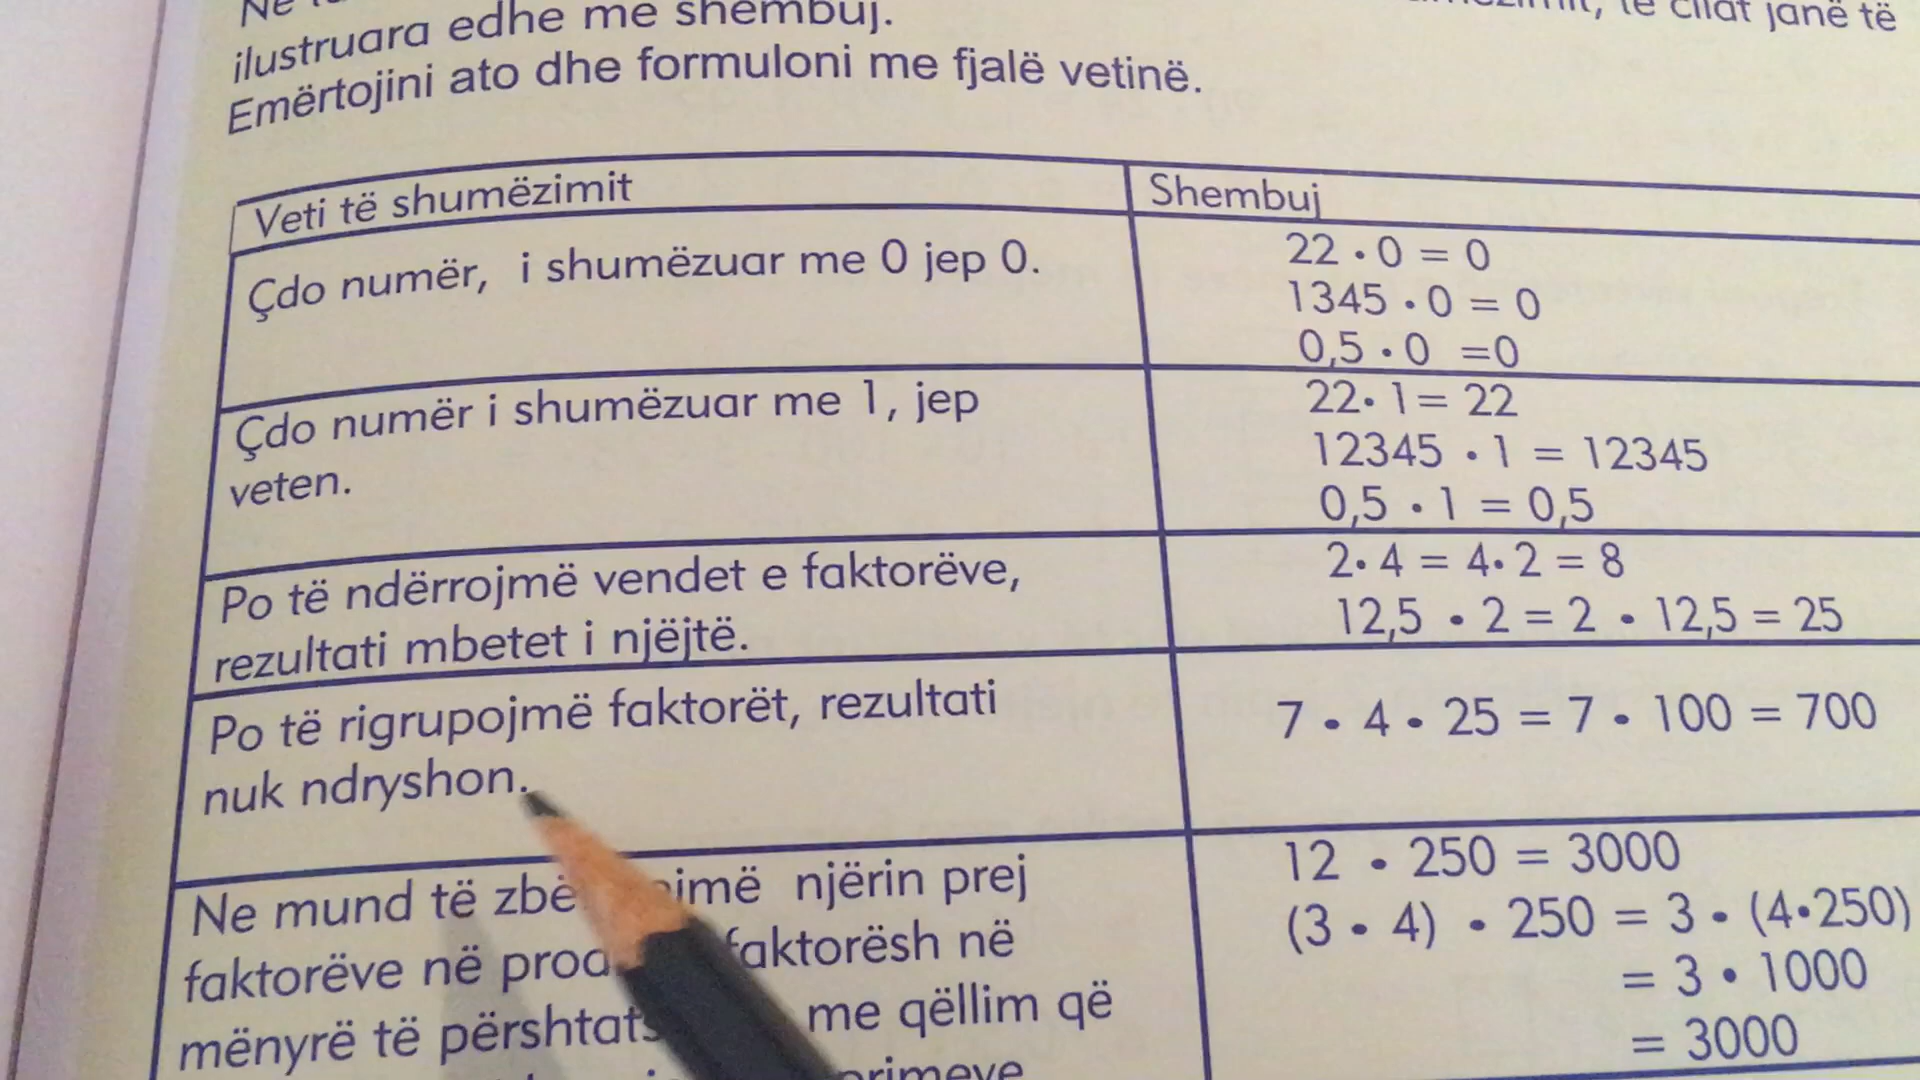 të cilat janë të
ilustruara edhe me shembuj.
Emërtojini ato dhe formuloni me fjalë vetinë.
Veti të shumëzimit
Shembuj
Çdo numër, i shumëzuar me 0 jep 0.
22 · 0 = 0
1345 · 0 = 0
0,5 · 0 =0
Çdo numër i shumëzuar me 1, jep
veten.
22· 1= 22
12345 · 1 = 12345
0,5 · 1 = 0,5
Po të ndërrojmë vendet e faktorëve,
rezultati mbetet i njëjtë.
2· 4 = 4· 2 = 8
12,5 · 2 = 2 · 12,5 = 25
Po të rigrupojmë faktorët, rezultati
nuk ndryshon.
7 · 4 · 25 = 7 · 100 = 700
Ne mund të njërin prej
faktorëve në faktorësh në
mënyrë të me qëllim që
12 · 250 = 3000
(3 · 4) · 250 = 3 · (4·250)
= 3 · 1000
= 3000